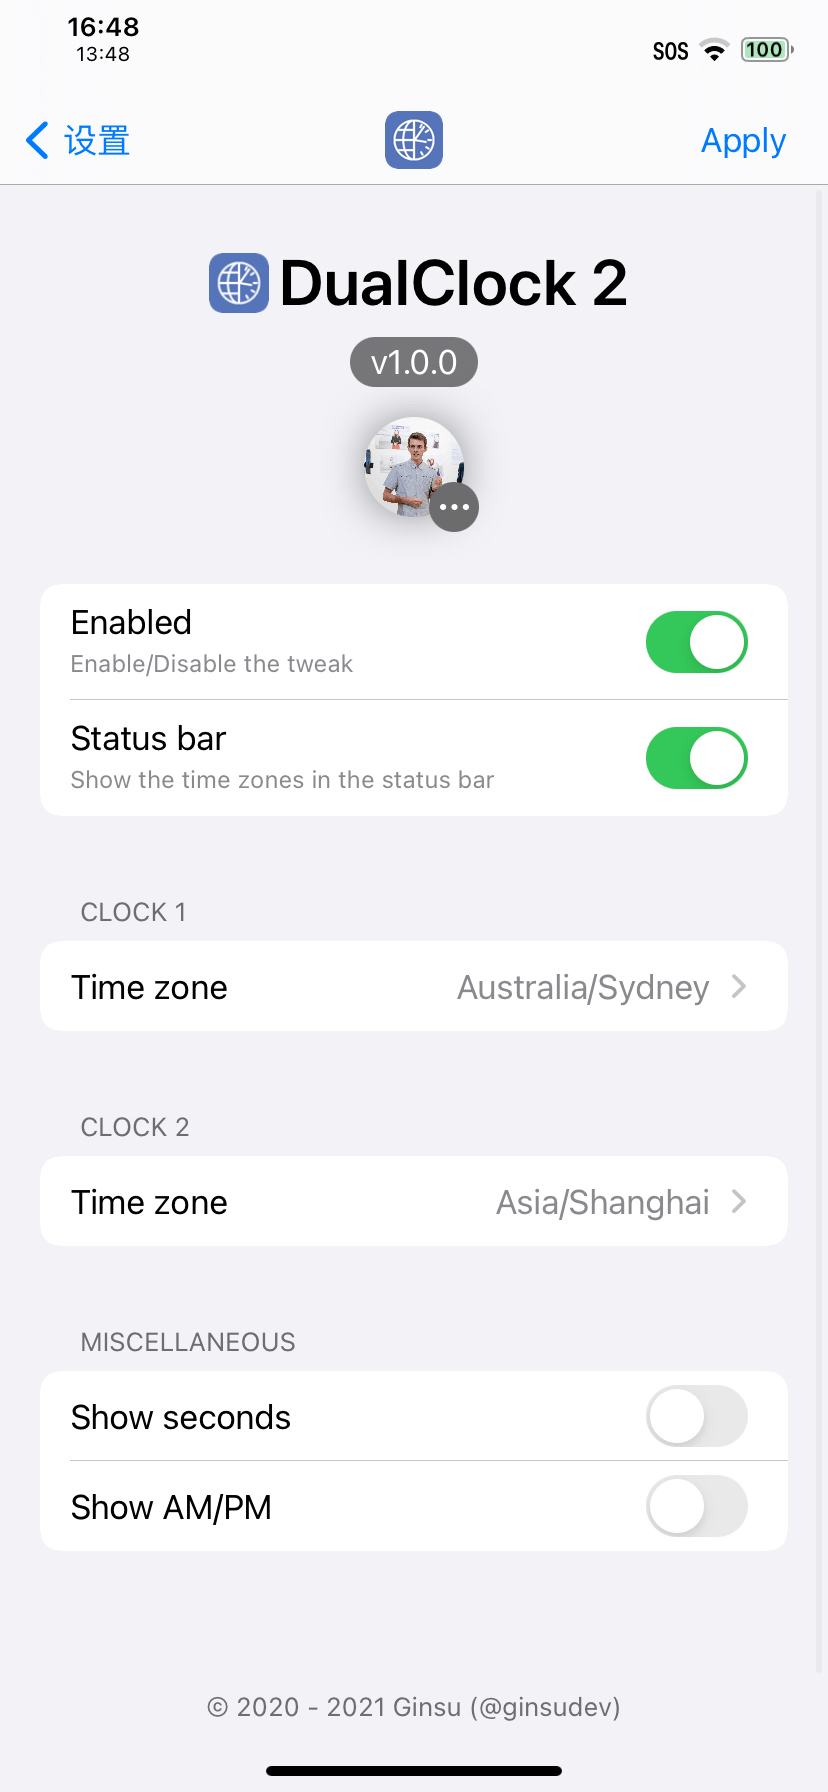 16:48
13:48
SOS
100
设置
Apply
DualClock 2
v1.0.0
Enabled
Enable/Disable the tweak
Status bar
Show the time zones in the status bar
CLOCK 1
Time zone
Australia/Sydney
CLOCK 2
Time zone
Asia/Shanghai
MISCELLANEOUS
Show seconds
Show AM/PM
© 2020 - 2021 Ginsu (@ginsudev)